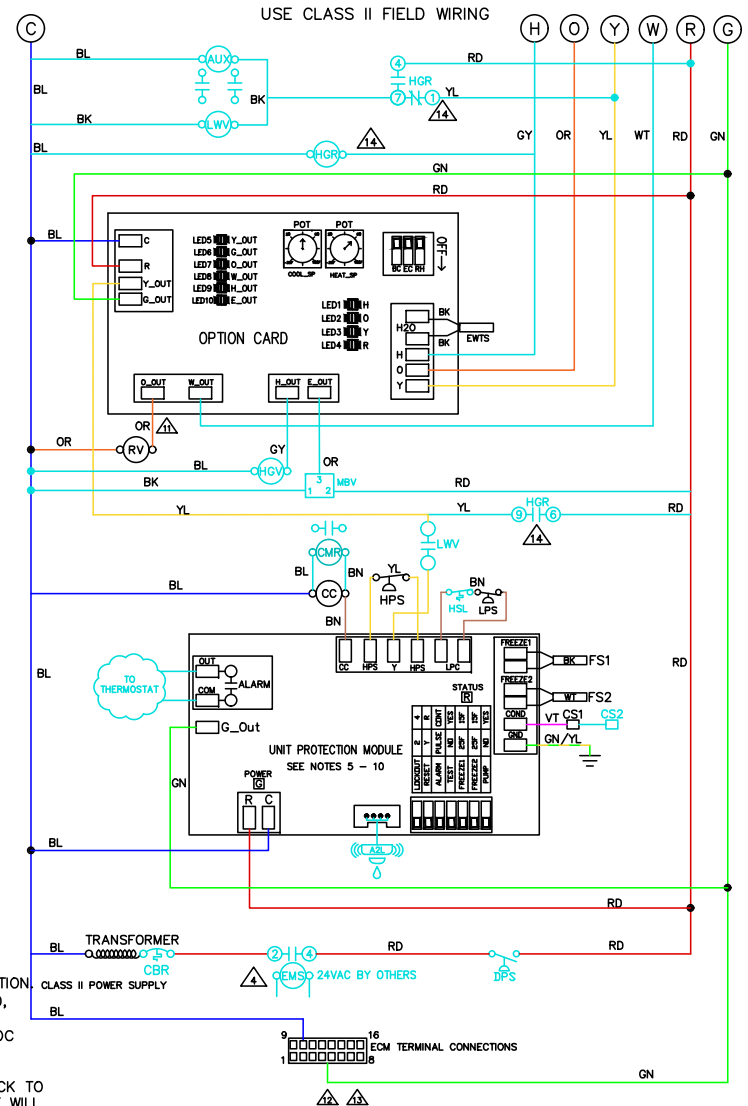 USE CLASS II FIELD WIRING
C H O Y W R G
BL AUX 4 RD
HGR
BL BK 7 1 YL
14
BK LWV
GY OR YL WT RD GN
BL HGR 14
GN
RD
BL
C
R
Y_OUT
G_OUT
LED5 Y_OUT
LED6 G_OUT
LED7 O_OUT
LED8 W_OUT
LED9 H_OUT
LED10 E_OUT
POT POT
COOL_SP HEAT_SP
BC EC RH
OFF→
LED1 H
LED2 O
LED3 Y
LED4 R
OPTION CARD
H2O
BK
BK
EWTS
H
O
Y
O_OUT W_OUT H_OUT E_OUT
OR 11
OR RV GY
BL HGV OR
BK 3 MBV RD
1 2
YL YL HGR RD
9 6
14
LWV
CMR
BL BN YL BN
BL CC HPS HSL LPS
BN
CC HPS Y HPS LPC
FREEZE1
BK FS1
FREEZE2
WT FS2
COND VT CS1 CS2
GND GN/YL
BL
RD
TO
THERMOSTAT
OUT
COM
ALARM
G_Out
STATUS
R
LOCKOUT 2 4
RESET Y R
ALARM PULSE CONT
TEST NO YES
FREEZE1 25F 15F
FREEZE2 25F 15F
PUMP NO YES
UNIT PROTECTION MODULE
SEE NOTES 5 - 10
GN
POWER
G
R C
A2L
BL
RD
TRANSFORMER
BL CBR 2 4 RD DPS RD
4 EMS 24VAC BY OTHERS
TION. CLASS II POWER SUPPLY
BL
OC
9 16
1 8
ECM TERMINAL CONNECTIONS
GN
CK TO
WILL
12 13